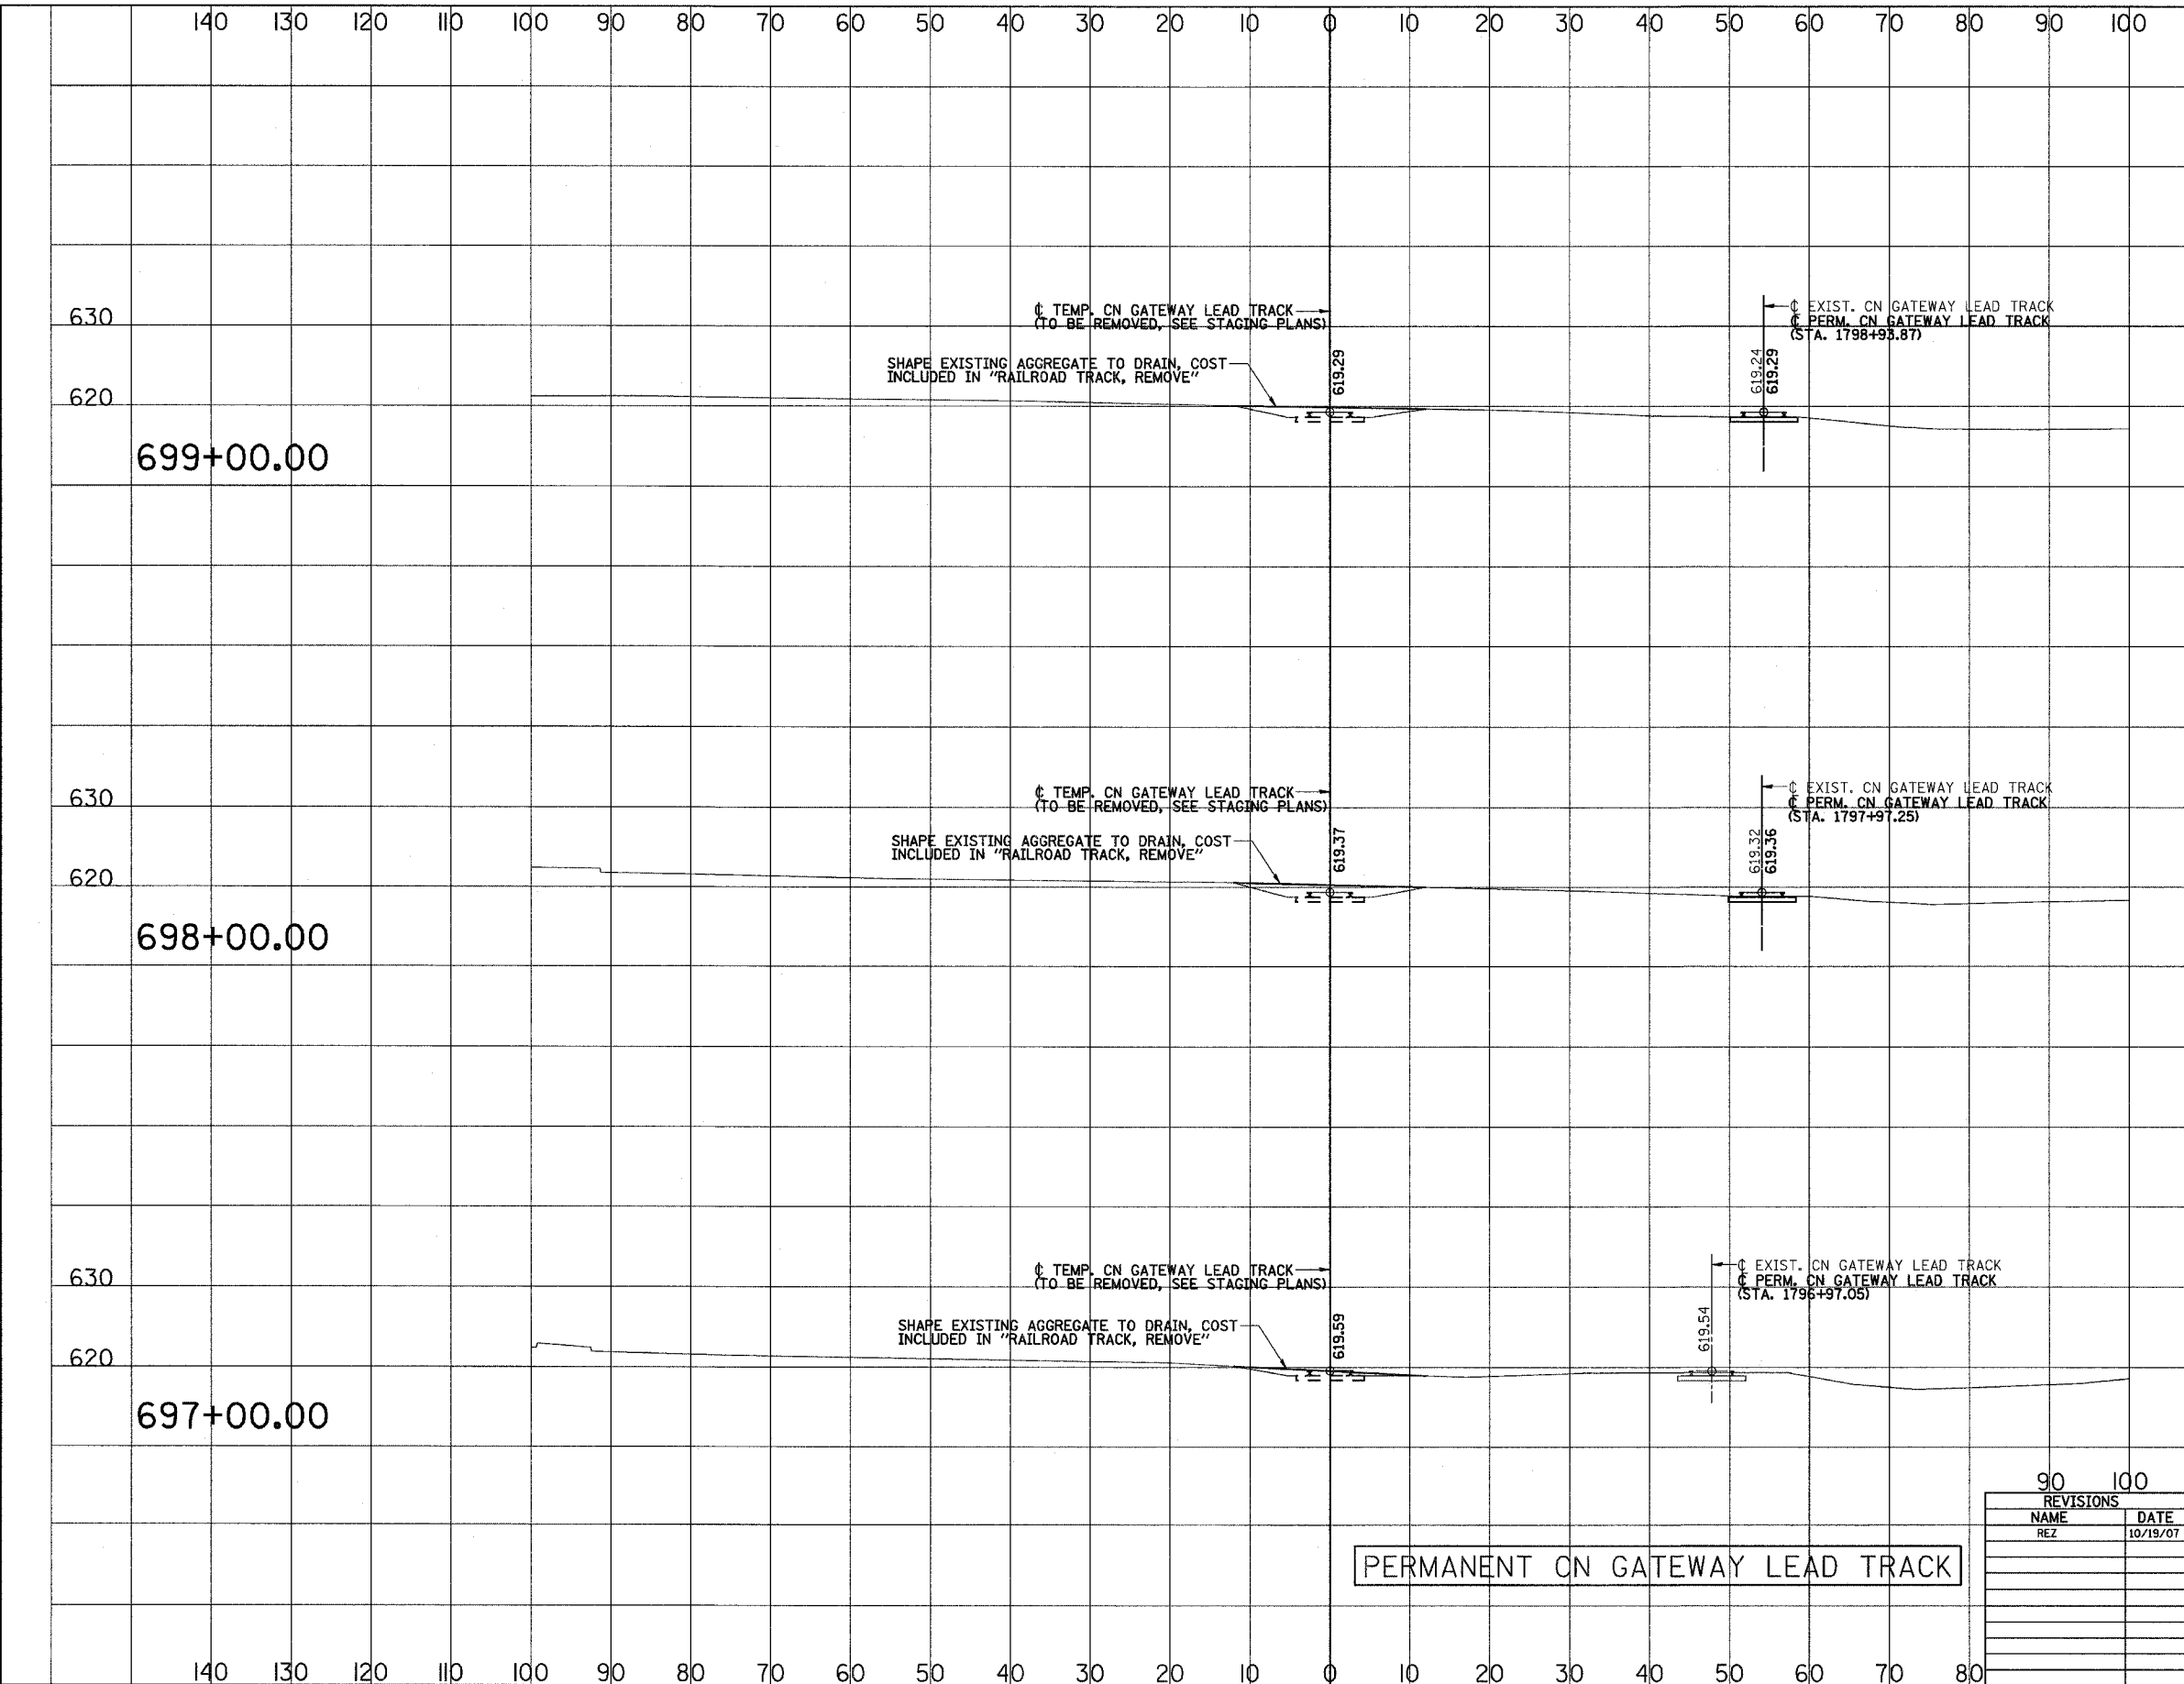 140 130 120 110 100 90 80 70 60 50 40 30 20 10 0 10 20 30 40 50 60 70 80 90 100
℄ TEMP. CN GATEWAY LEAD TRACK
(TO BE REMOVED, SEE STAGING PLANS)
℄ EXIST. CN GATEWAY LEAD TRACK
℄ PERM. CN GATEWAY LEAD TRACK
(STA. 1798+93.87)
630
SHAPE EXISTING AGGREGATE TO DRAIN, COST
INCLUDED IN "RAILROAD TRACK, REMOVE"
619.29
619.24
619.29
620
699+00.00
℄ TEMP. CN GATEWAY LEAD TRACK
(TO BE REMOVED, SEE STAGING PLANS)
℄ EXIST. CN GATEWAY LEAD TRACK
℄ PERM. CN GATEWAY LEAD TRACK
(STA. 1797+97.25)
630
SHAPE EXISTING AGGREGATE TO DRAIN, COST
INCLUDED IN "RAILROAD TRACK, REMOVE"
619.37
619.32
619.36
620
698+00.00
℄ TEMP. CN GATEWAY LEAD TRACK
(TO BE REMOVED, SEE STAGING PLANS)
℄ EXIST. CN GATEWAY LEAD TRACK
℄ PERM. CN GATEWAY LEAD TRACK
(STA. 1796+97.05)
630
SHAPE EXISTING AGGREGATE TO DRAIN, COST
INCLUDED IN "RAILROAD TRACK, REMOVE"
619.59
619.54
620
697+00.00
90 100
REVISIONS
NAME DATE
REZ 10/19/07
PERMANENT CN GATEWAY LEAD TRACK
140 130 120 110 100 90 80 70 60 50 40 30 20 10 0 10 20 30 40 50 60 70 80